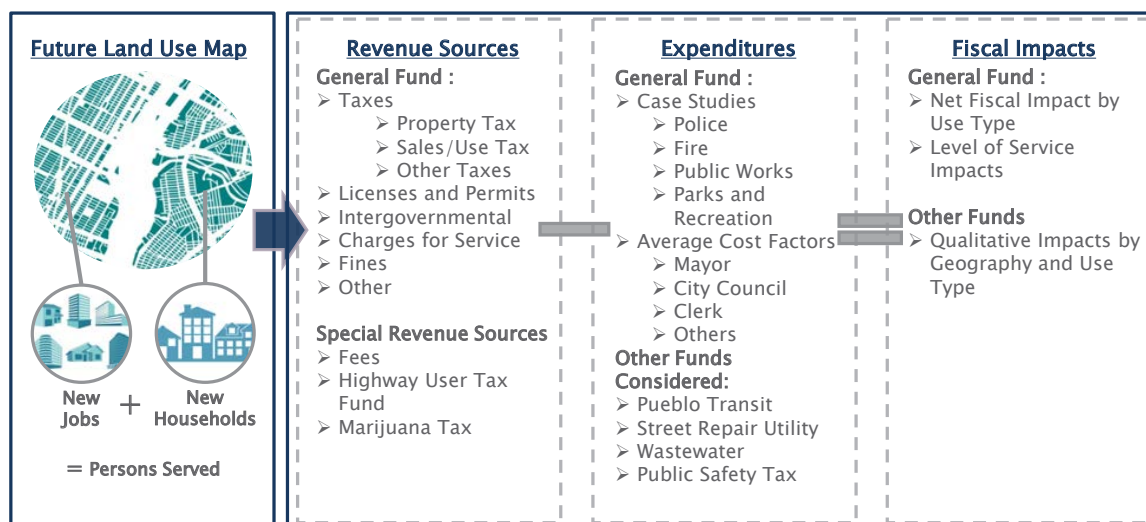 Future Land Use Map
New
Jobs
+
New
Households
= Persons Served
Revenue Sources
General Fund :
➢ Taxes
➢ Property Tax
➢ Sales/Use Tax
➢ Other Taxes
➢ Licenses and Permits
➢ Intergovernmental
➢ Charges for Service
➢ Fines
➢ Other
Special Revenue Sources
➢ Fees
➢ Highway User Tax
Fund
➢ Marijuana Tax
Expenditures
General Fund :
➢ Case Studies
➢ Police
➢ Fire
➢ Public Works
➢ Parks and
Recreation
➢ Average Cost Factors
➢ Mayor
➢ City Council
➢ Clerk
➢ Others
Other Funds
Considered:
➢ Pueblo Transit
➢ Street Repair Utility
➢ Wastewater
➢ Public Safety Tax
Fiscal Impacts
General Fund :
➢ Net Fiscal Impact by
Use Type
➢ Level of Service
Impacts
Other Funds
➢ Qualitative Impacts by
Geography and Use
Type